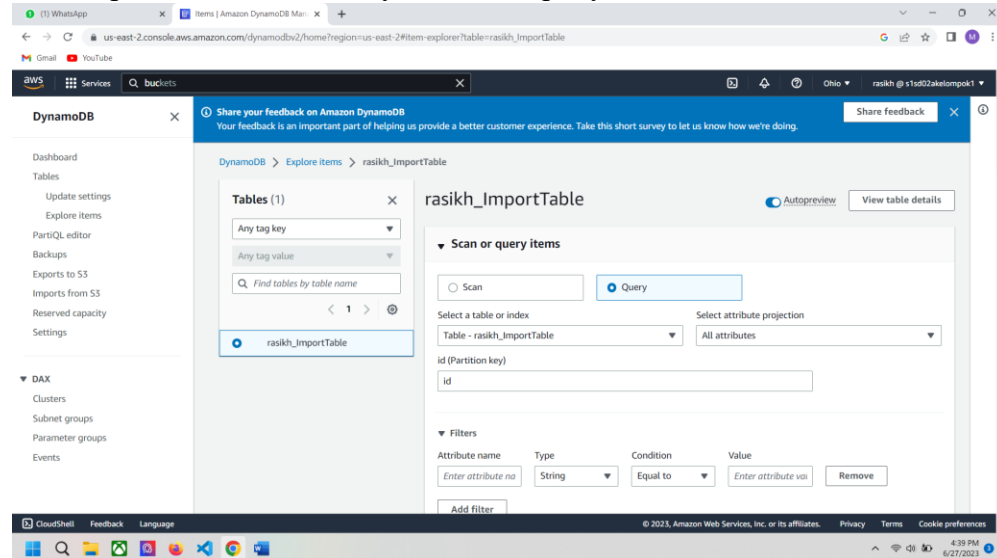 (1) WhatsApp
Items | Amazon DynamoDB Man
us-east-2.console.aws.amazon.com/dynamodbv2/home?region=us-east-2#item-explorer?table=rasikh_ImportTable
Gmail YouTube
aws Services buckets Ohio rasikh @ s1sd02akelompok1
DynamoDB
Share your feedback on Amazon DynamoDB
Your feedback is an important part of helping us provide a better customer experience. Take this short survey to let us know how we're doing.
Share feedback
Dashboard
Tables
Update settings
Explore items
PartiQL editor
Backups
Exports to S3
Imports from S3
Reserved capacity
Settings
DAX
Clusters
Subnet groups
Parameter groups
Events
DynamoDB > Explore items > rasikh_ImportTable
Tables (1)
Any tag key
Any tag value
Find tables by table name
< 1 >
rasikh_ImportTable
rasikh_ImportTable
Autopreview
View table details
Scan or query items
Scan Query
Select a table or index Select attribute projection
Table - rasikh_ImportTable All attributes
id (Partition key)
id
Filters
Attribute name Type Condition Value
Enter attribute na String Equal to Enter attribute val Remove
Add filter
CloudShell Feedback Language © 2023, Amazon Web Services, Inc. or its affiliates. Privacy Terms Cookie preferences
4:39 PM
6/27/2023